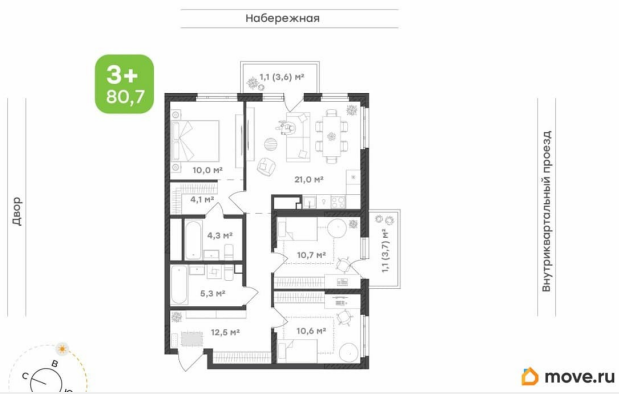 Набережная
3+
80,7
1,1 (3,6) м²
10,0 м²
21,0 м²
4,1 м²
4,3 м²
10,7 м²
5,3 м²
12,5 м²
10,6 м²
1,1 (3,7) м²
Двор
Внутриквартальный проезд
В
С
Ю
move.ru